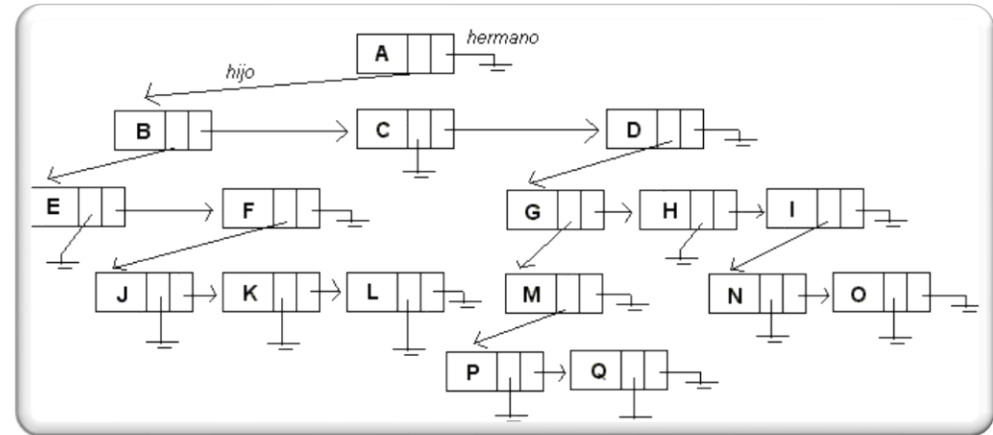 hermano
A
hijo
B C D
E F G H I
J K L M N O
P Q